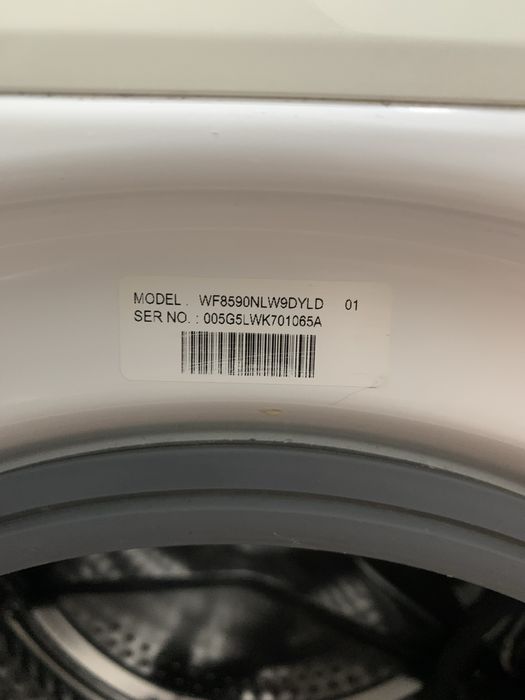 MODEL : WF8590NLW9DYLD 01
SER NO. : 005G5LWK701065A